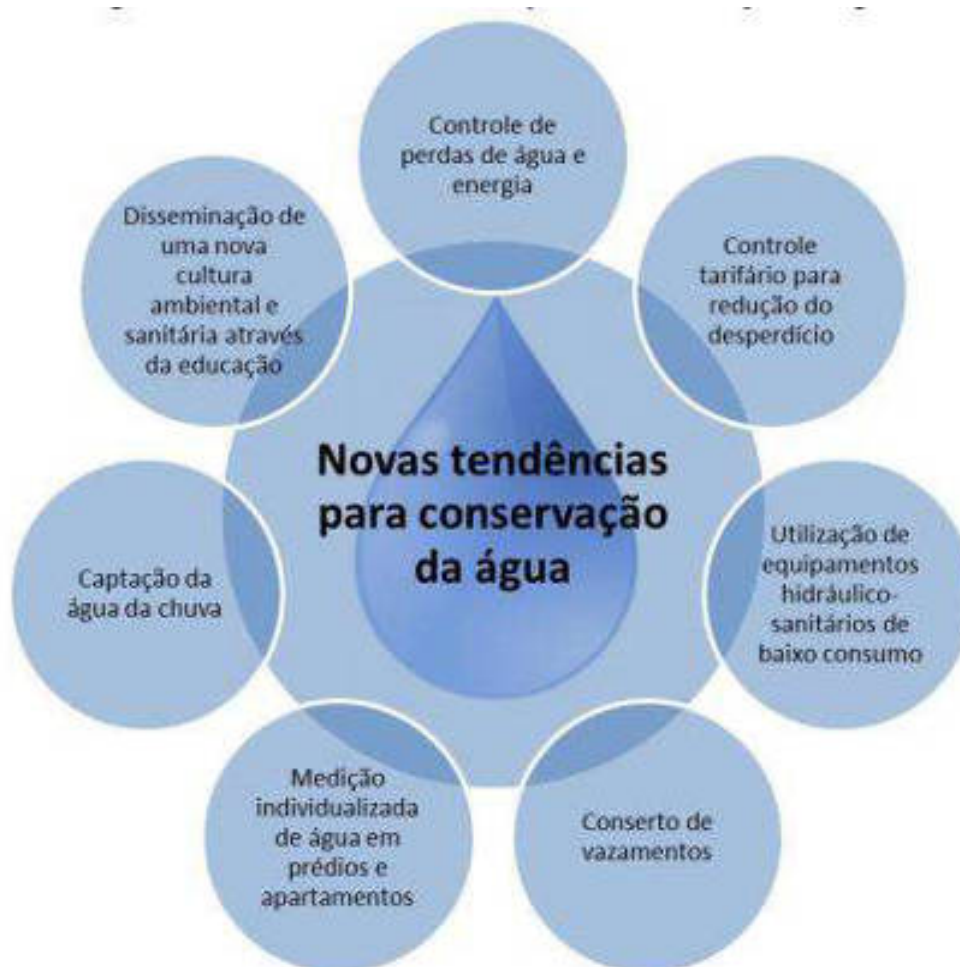 Controle de
perdas de água e
energia
Controle
tarifário para
redução do
desperdício
Utilização de
equipamentos
hidráulico-
sanitários de
baixo consumo
Conserto de
vazamentos
Medição
individualizada
de água em
prédios e
apartamentos
Captação da
água da chuva
Disseminação de
uma nova
cultura
ambiental e
sanitária através
da educação
Novas tendências
para conservação
da água